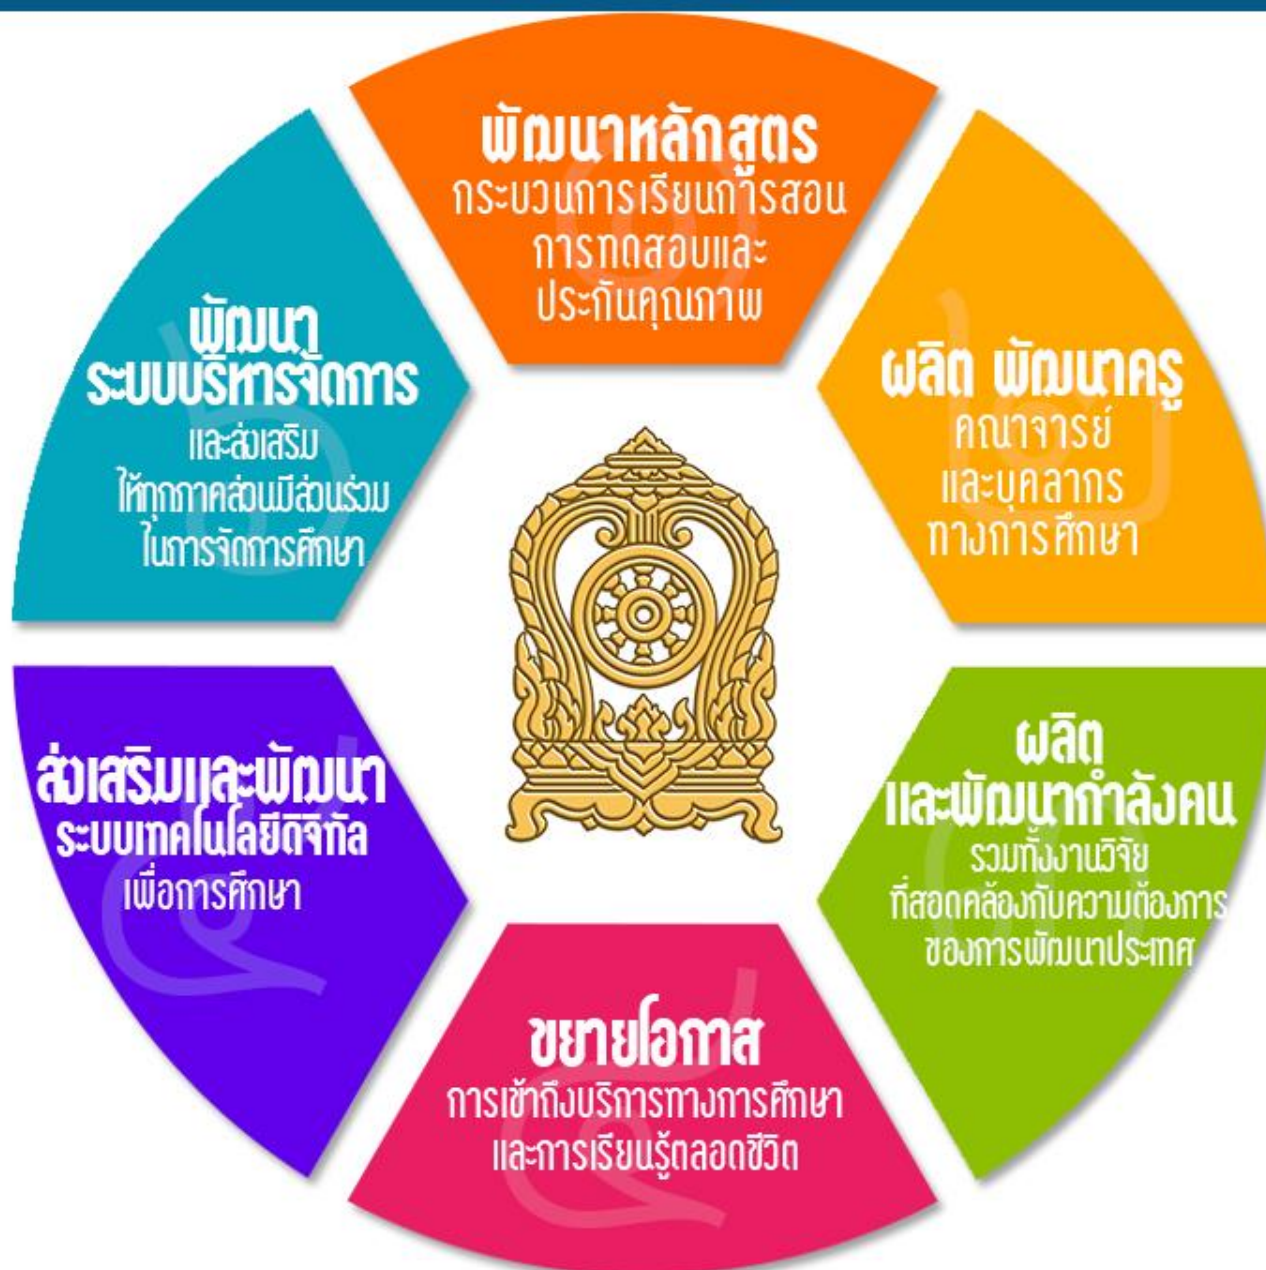 พัฒนาหลักสูตร
กระบวนการเรียนการสอน
การทดสอบและ
ประกันคุณภาพ
๑
ผลิต พัฒนาครู
คณาจารย์
และบุคลากร
ทางการศึกษา
๒
ผลิต
และพัฒนากำลังคน
รวมทั้งงานวิจัย
ที่สอดคล้องกับความต้องการ
ของการพัฒนาประเทศ
๓
ขยายโอกาส
การเข้าถึงบริการทางการศึกษา
และการเรียนรู้ตลอดชีวิต
๔
ส่งเสริมและพัฒนา
ระบบเทคโนโลยีดิจิทัล
เพื่อการศึกษา
๕
พัฒนา
ระบบบริหารจัดการ
และส่งเสริม
ให้ทุกภาคส่วนมีส่วนร่วม
ในการจัดการศึกษา
๖